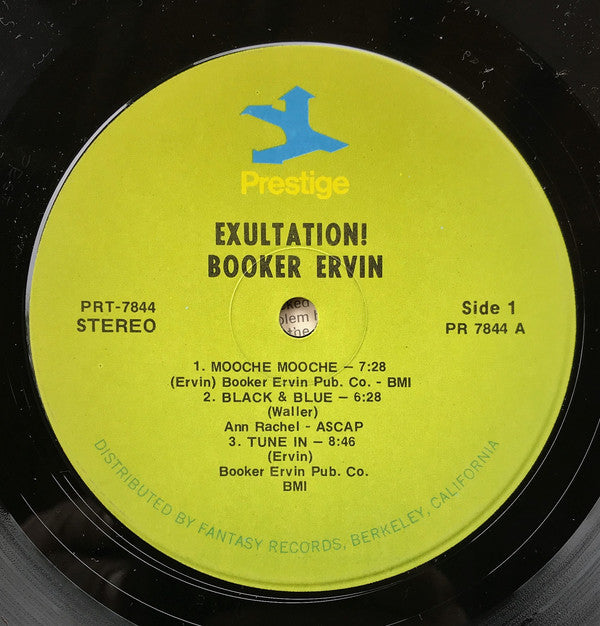 Prestige
EXULTATION!
BOOKER ERVIN
PRT-7844
STEREO
Side 1
PR 7844 A
1. MOOCHE MOOCHE – 7:28
(Ervin) Booker Ervin Pub. Co. - BMI
2. BLACK & BLUE – 6:28
(Waller)
Ann Rachel - ASCAP
3. TUNE IN – 8:46
(Ervin)
Booker Ervin Pub. Co.
BMI
DISTRIBUTED BY FANTASY RECORDS, BERKELEY, CALIFORNIA
the